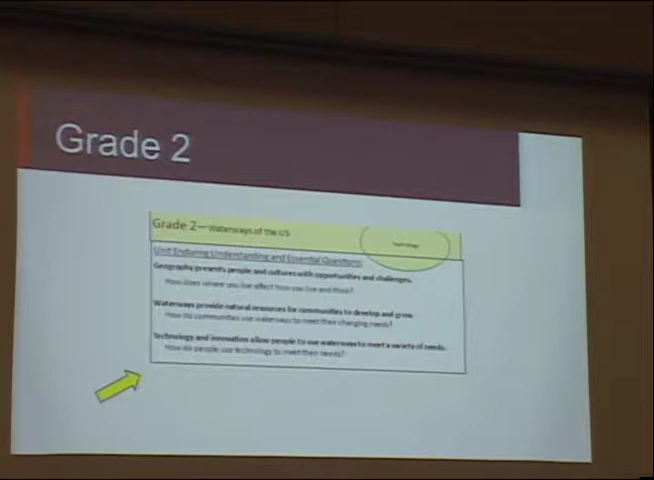 Grade 2
Grade 2—Waterways of the US
Technology
Unit Enduring Understanding and Essential Questions:
Geography presents people and cultures with opportunities and challenges.
How does where you live affect how you live and think?
Waterways provide natural resources for communities to develop and grow.
How do communities use waterways to meet their changing needs?
Technology and innovation allow people to use waterways to meet a variety of needs.
How do people use technology to meet their needs?